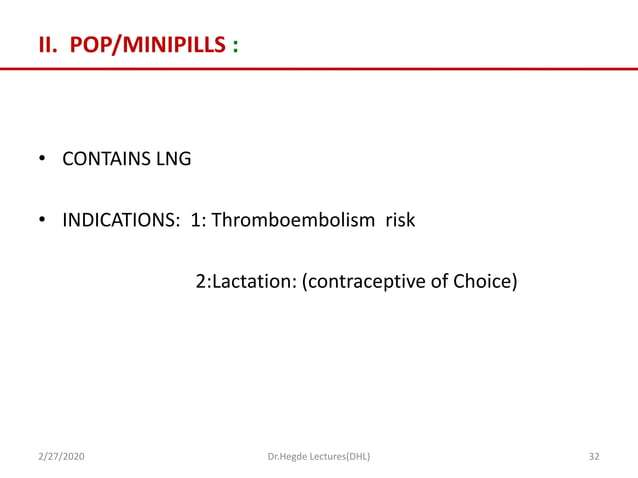 II. POP/MINIPILLS :
• CONTAINS LNG
• INDICATIONS: 1: Thromboembolism risk
2:Lactation: (contraceptive of Choice)
2/27/2020 Dr.Hegde Lectures(DHL) 32